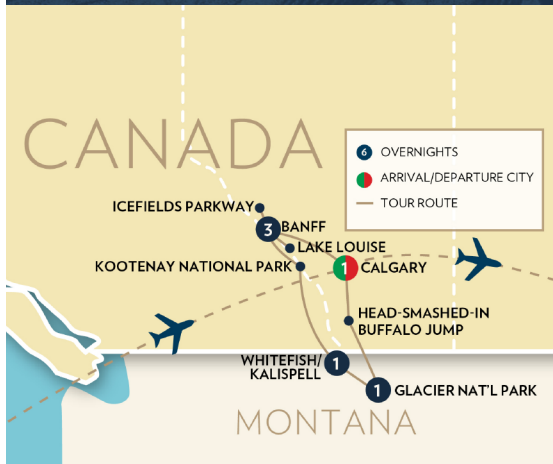 CANADA
6 OVERNIGHTS
ARRIVAL/DEPARTURE CITY
TOUR ROUTE
ICEFIELDS PARKWAY
3 BANFF
LAKE LOUISE
KOOTENAY NATIONAL PARK
1 CALGARY
HEAD-SMASHED-IN
BUFFALO JUMP
WHITEFISH/
KALISPELL
1
1 GLACIER NAT'L PARK
MONTANA